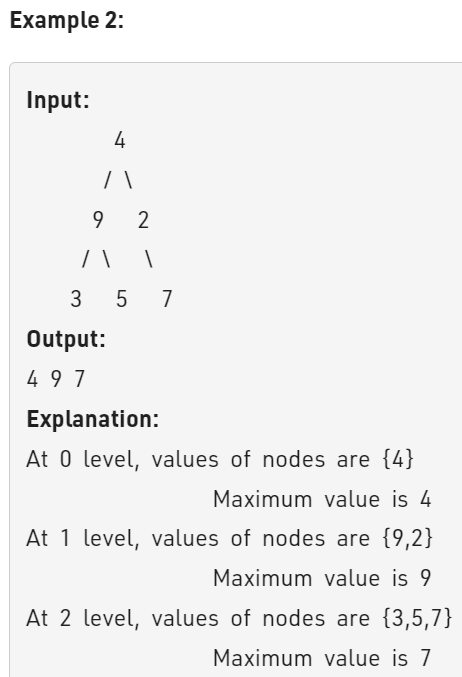 Example 2:
Input:
4
/ \
9 2
/ \ \
3 5 7
Output:
4 9 7
Explanation:
At 0 level, values of nodes are {4}
Maximum value is 4
At 1 level, values of nodes are {9,2}
Maximum value is 9
At 2 level, values of nodes are {3,5,7}
Maximum value is 7